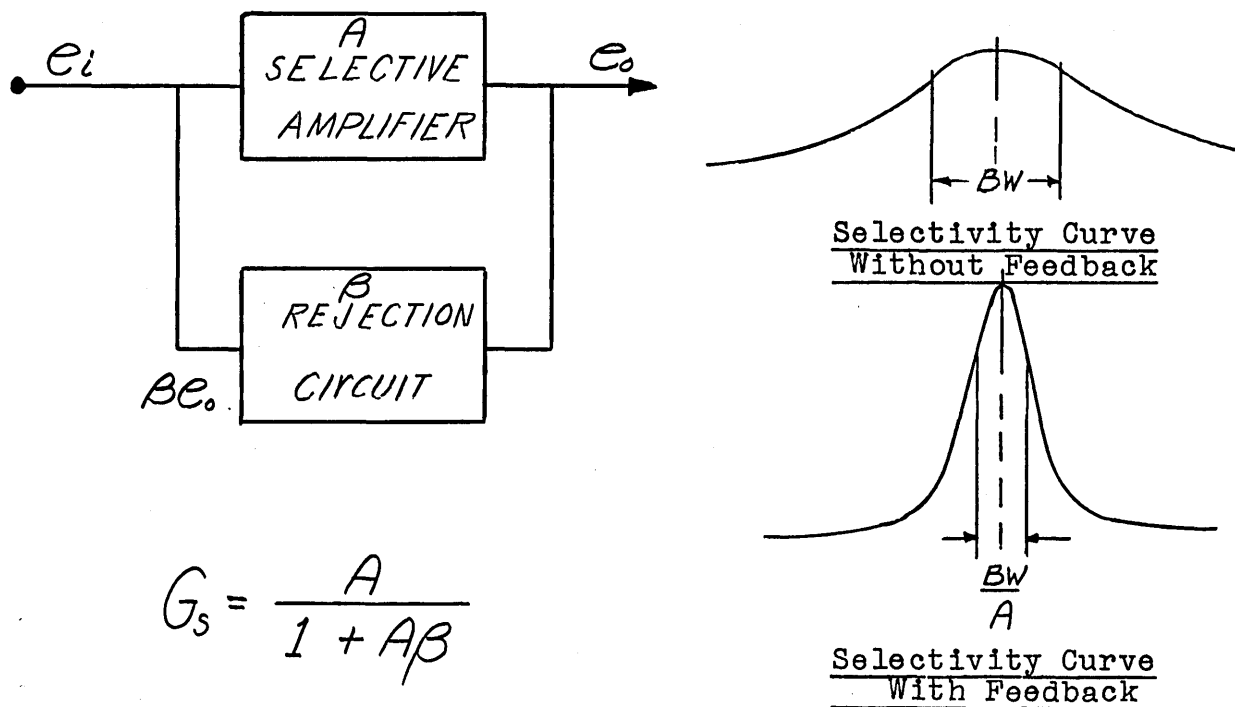 ei
A
SELECTIVE
AMPLIFIER
eo
β
REJECTION
CIRCUIT
βeo
Gs = A / (1 + Aβ)
BW
Selectivity Curve
Without Feedback
BW
A
Selectivity Curve
With Feedback